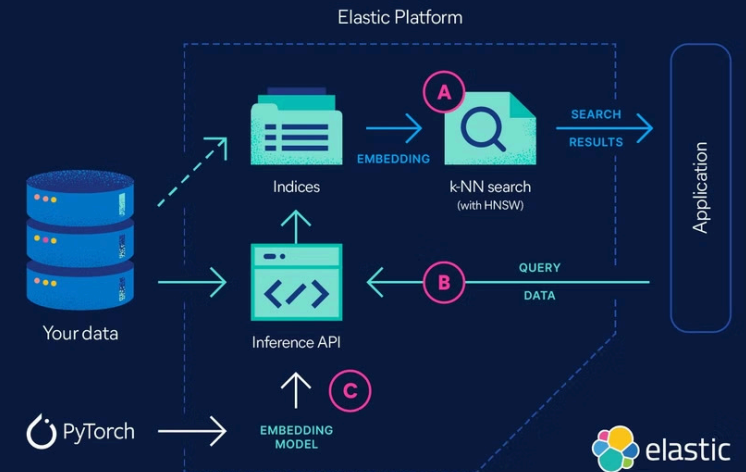 Elastic Platform
A
SEARCH
RESULTS
EMBEDDING
Indices
k-NN search
(with HNSW)
Application
B
QUERY
DATA
Your data
Inference API
C
PyTorch
EMBEDDING
MODEL
elastic